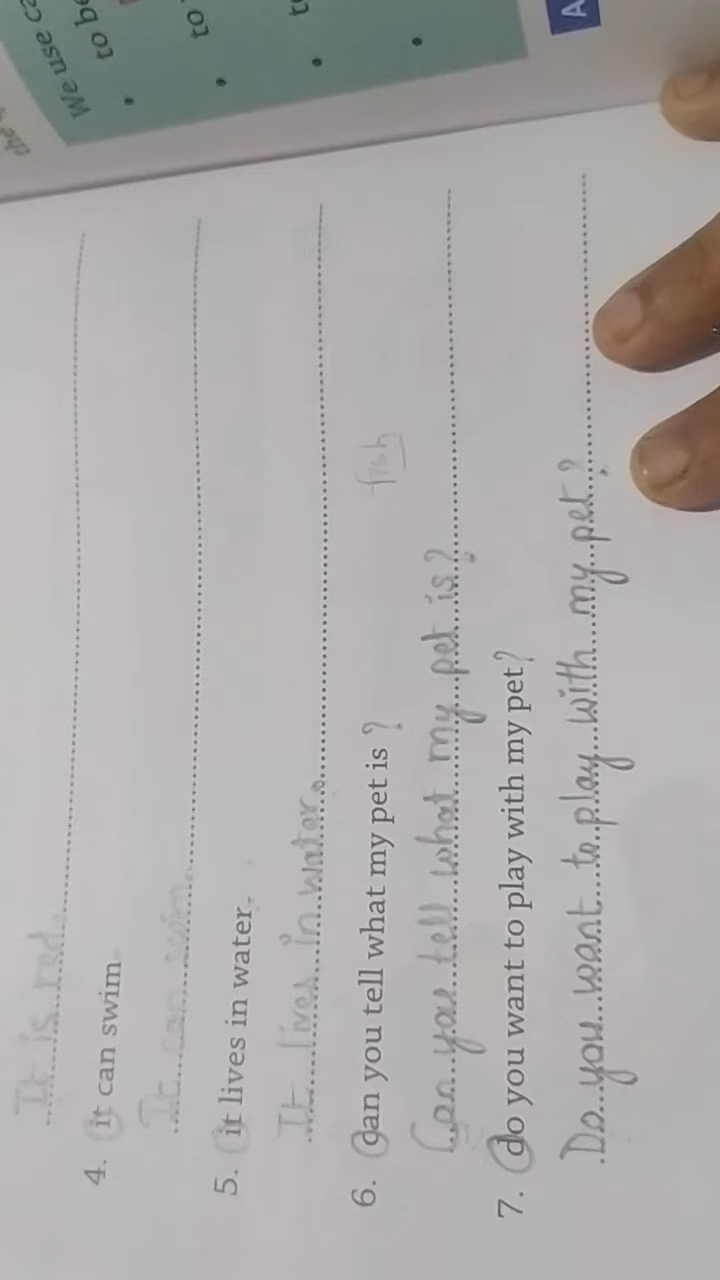 We use ca
to be
to
A
It is red.
4. it can swim.
It can swim.
5. it lives in water.
It lives in water.
6. can you tell what my pet is ?
fish
Can you tell what my pet is?
7. do you want to play with my pet?
Do you want to play with my pet?